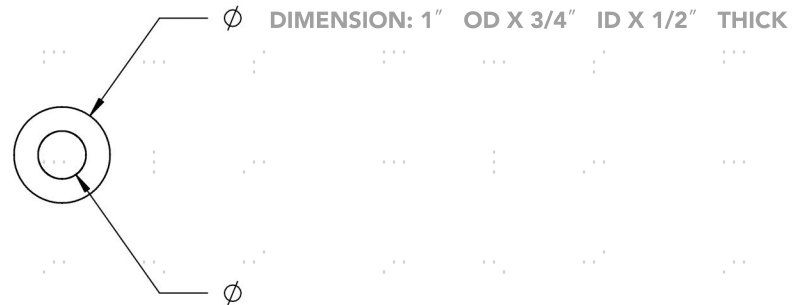 ⌀ DIMENSION: 1″ OD X 3/4″ ID X 1/2″ THICK
⌀